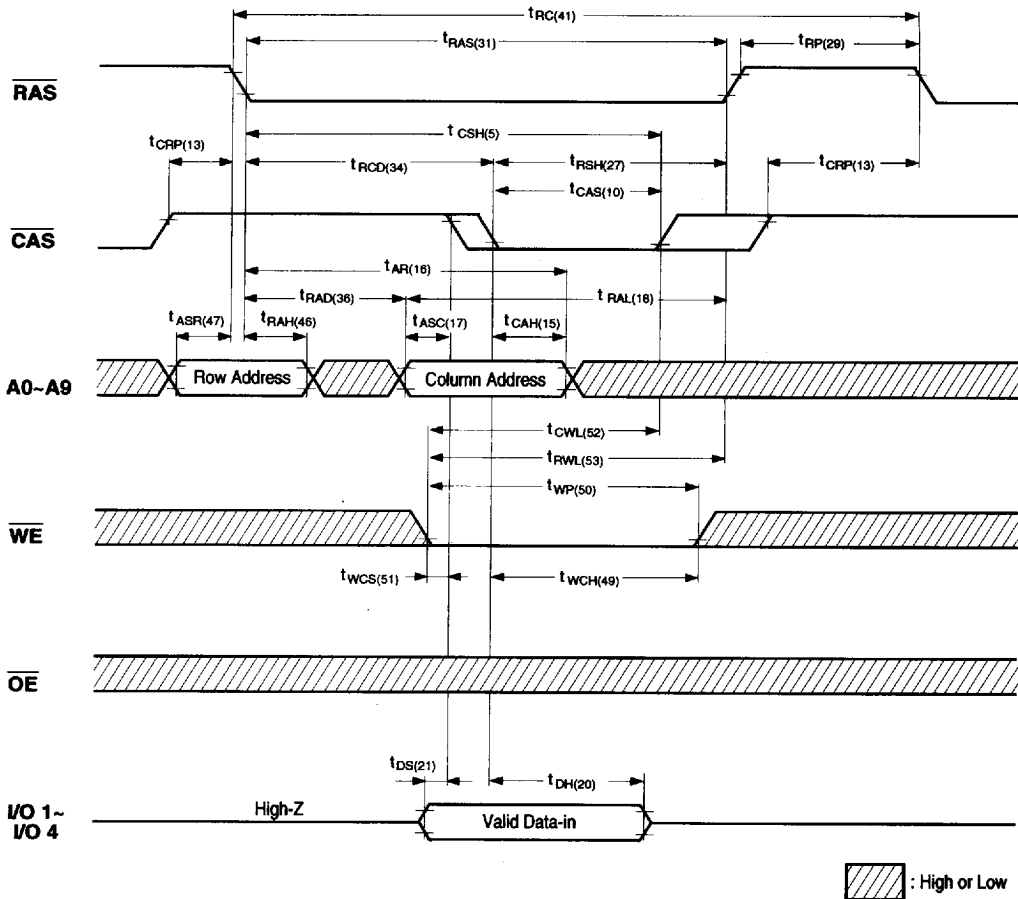 tRC(41)
tRAS(31)
tRP(29)
RAS
tCSH(5)
tCRP(13)
tRCD(34)
tRSH(27)
tCRP(13)
tCAS(10)
CAS
tAR(16)
tRAD(36)
tRAL(18)
tASR(47)
tRAH(46)
tASC(17)
tCAH(15)
A0~A9
Row Address
Column Address
tCWL(52)
tRWL(53)
tWP(50)
WE
tWCS(51)
tWCH(49)
OE
tDS(21)
tDH(20)
I/O 1~
I/O 4
High-Z
Valid Data-in
: High or Low